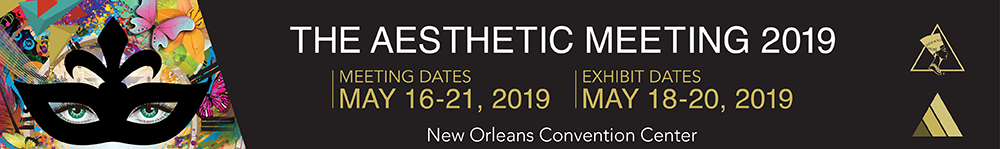 THE AESTHETIC MEETING 2019
MEETING DATES
MAY 16-21, 2019
EXHIBIT DATES
MAY 18-20, 2019
New Orleans Convention Center